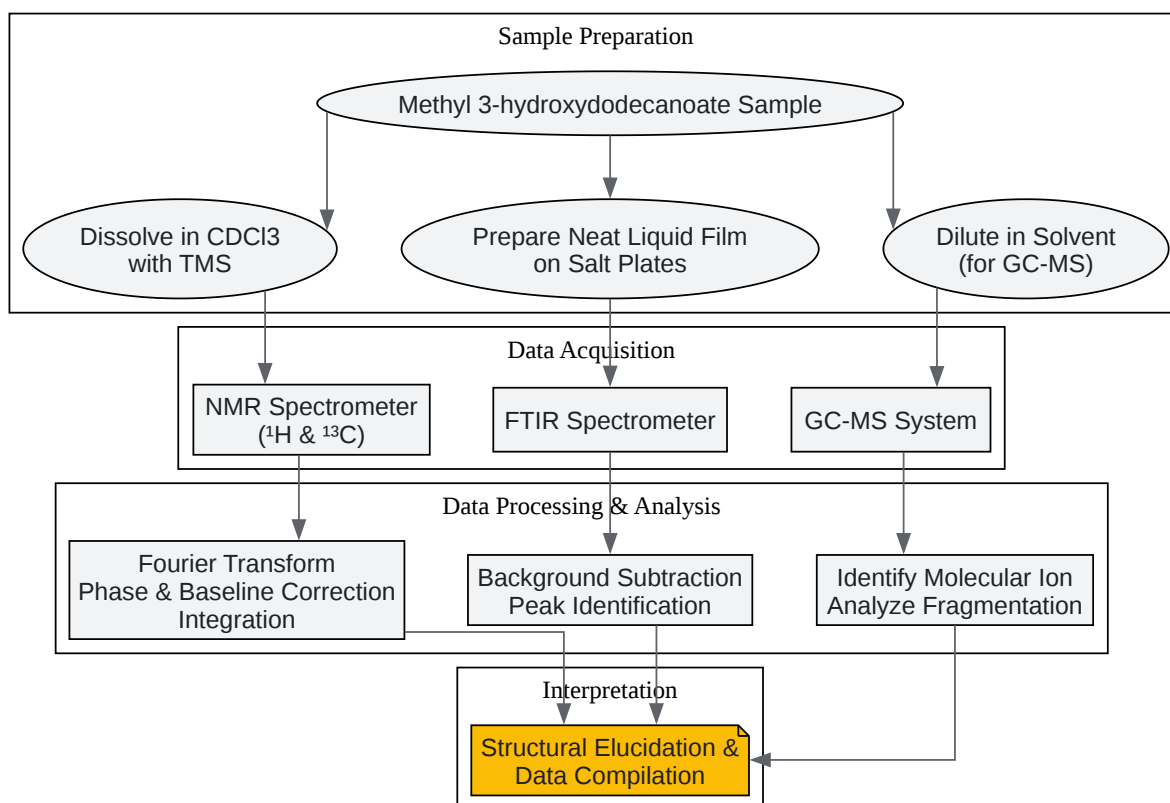 Sample Preparation
Methyl 3-hydroxydodecanoate Sample
Dissolve in CDCl3
with TMS
Prepare Neat Liquid Film
on Salt Plates
Dilute in Solvent
(for GC-MS)
Data Acquisition
NMR Spectrometer
(¹H & ¹³C)
FTIR Spectrometer
GC-MS System
Data Processing & Analysis
Fourier Transform
Phase & Baseline Correction
Integration
Background Subtraction
Peak Identification
Identify Molecular Ion
Analyze Fragmentation
Interpretation
Structural Elucidation &
Data Compilation